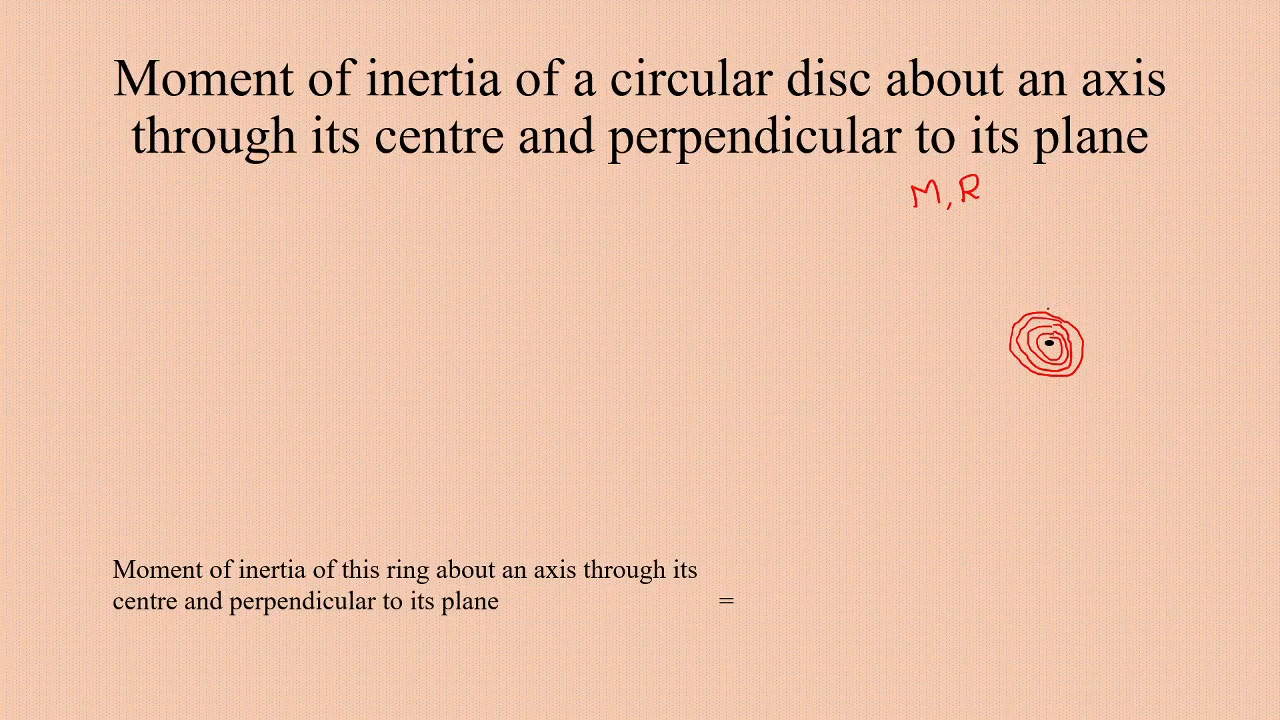 Moment of inertia of a circular disc about an axis
through its centre and perpendicular to its plane
M, R
Moment of inertia of this ring about an axis through its
centre and perpendicular to its plane =